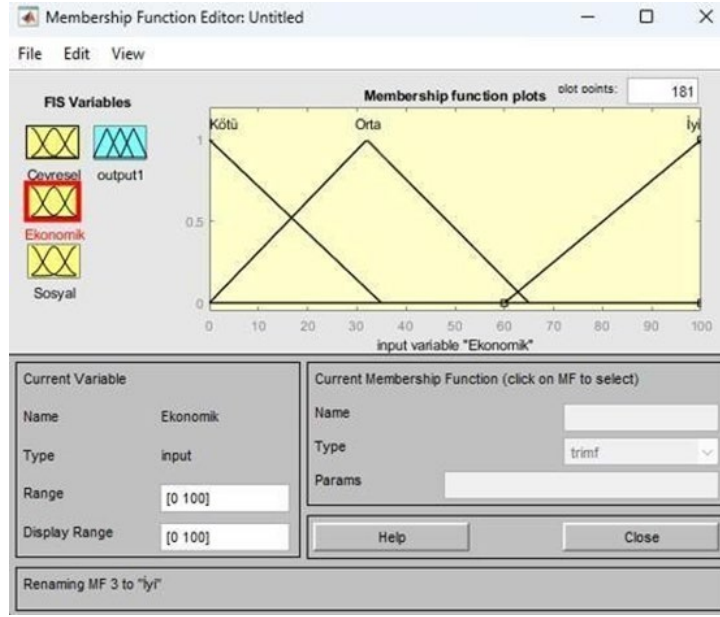 Membership Function Editor: Untitled
File Edit View
FIS Variables
Membership function plots
plot points: 181
Çevresel
output1
Ekonomik
Sosyal
Kötü
Orta
İyi
1
0.5
0
0 10 20 30 40 50 60 70 80 90 100
input variable "Ekonomik"
Current Variable
Name Ekonomik
Type input
Range [0 100]
Display Range [0 100]
Current Membership Function (click on MF to select)
Name
Type trimf
Params
Help
Close
Renaming MF 3 to "İyi"